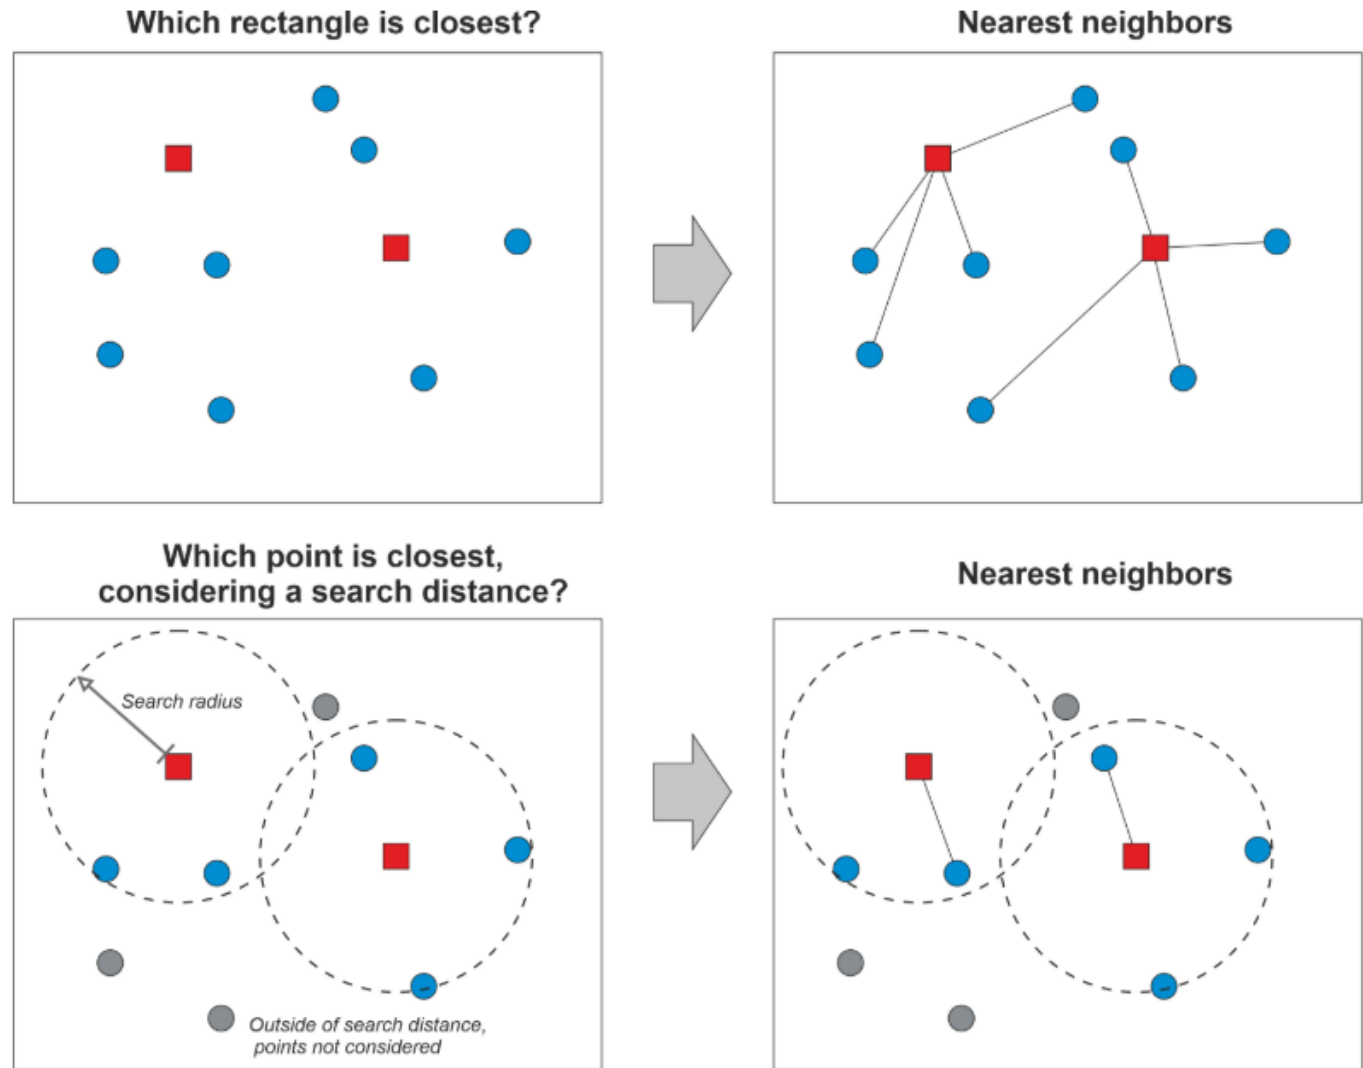 Which rectangle is closest?
Nearest neighbors
Which point is closest,
considering a search distance?
Nearest neighbors
Search radius
Outside of search distance,
points not considered